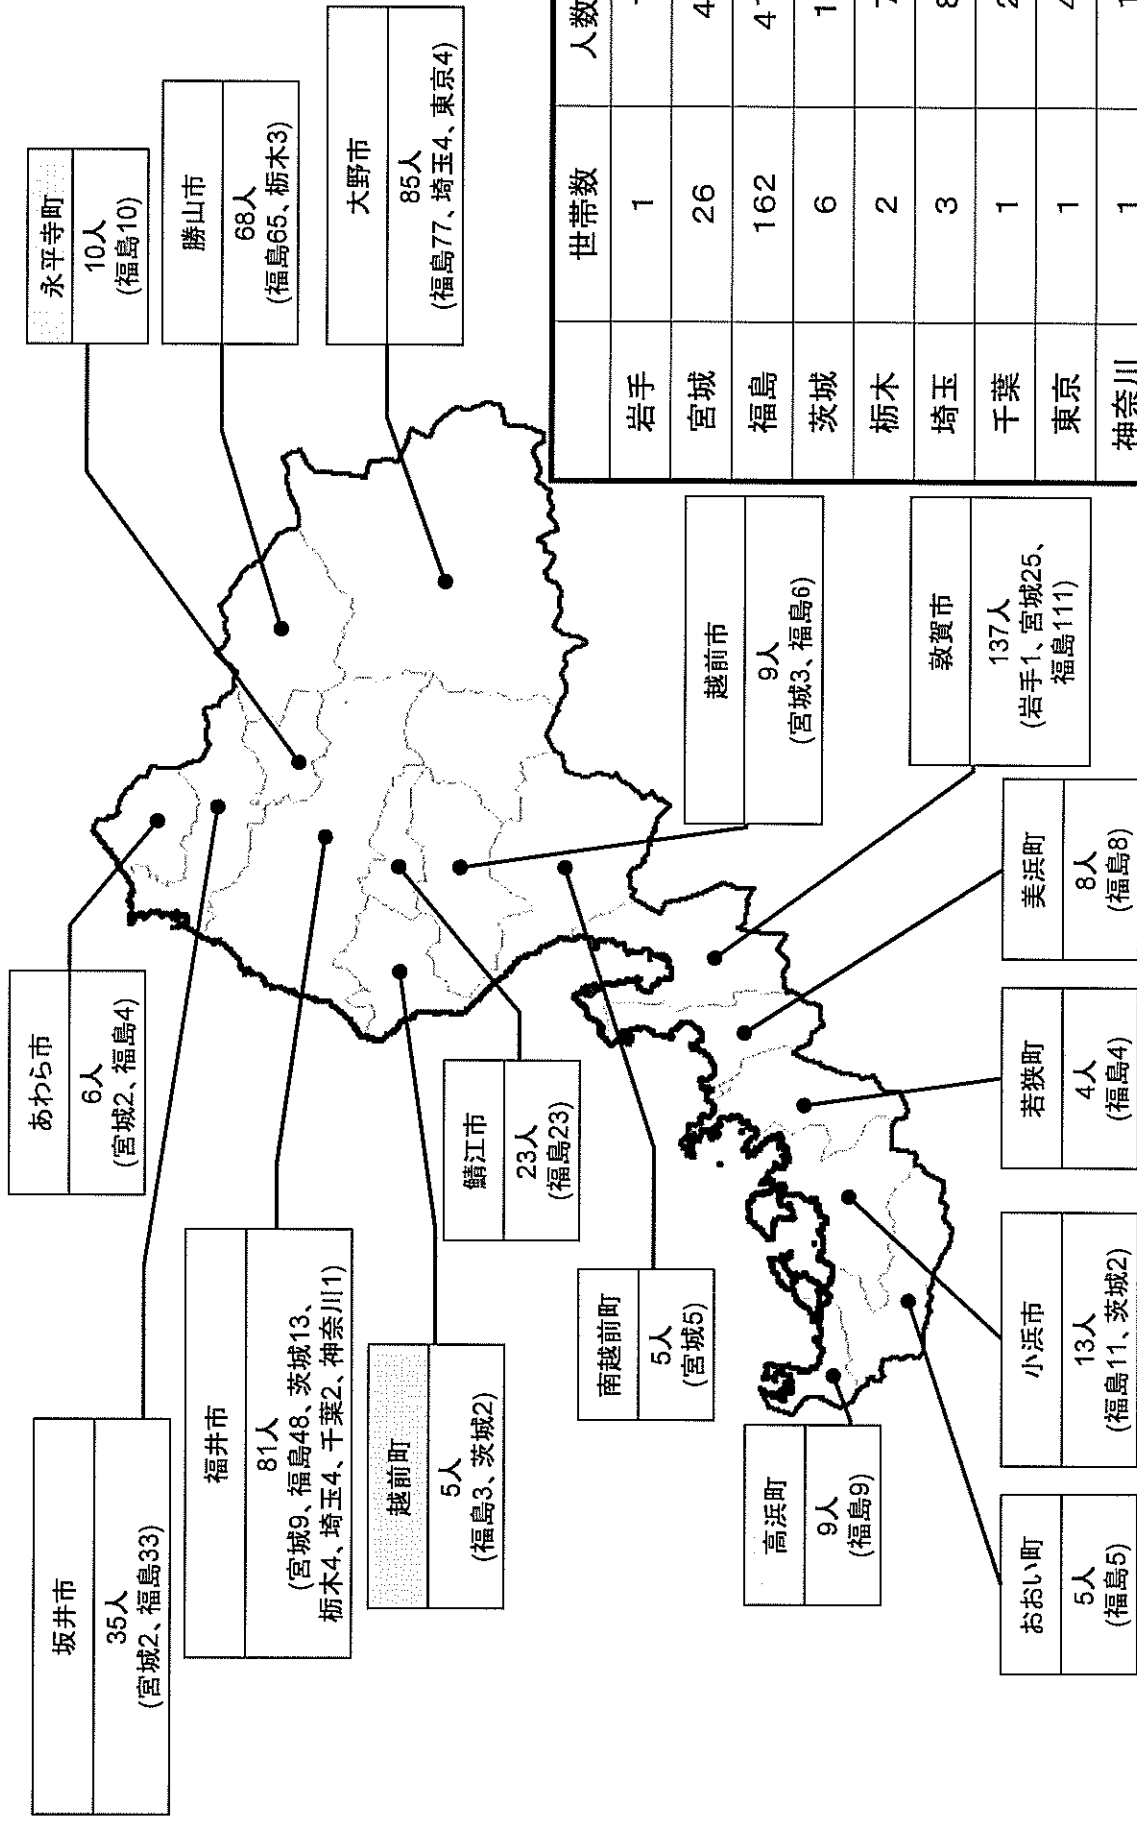 坂井市
35人
(宮城2、福島33)
あわら市
6人
(宮城2、福島4)
永平寺町
10人
(福島10)
勝山市
68人
(福島65、栃木3)
大野市
85人
(福島77、埼玉4、東京4)
福井市
81人
(宮城9、福島48、茨城13、
栃木4、埼玉4、千葉2、神奈川1)
越前町
5人
(福島3、茨城2)
鯖江市
23人
(福島23)
南越前町
5人
(宮城5)
越前市
9人
(宮城3、福島6)
敦賀市
137人
(岩手1、宮城25、
福島111)
高浜町
9人
(福島9)
おおい町
5人
(福島5)
小浜市
13人
(福島11、茨城2)
若狭町
4人
(福島4)
美浜町
8人
(福島8)
世帯数 人数
岩手 1
宮城 26 4
福島 162 4
茨城 6 1
栃木 2
埼玉 3
千葉 1
東京 1
神奈川 1